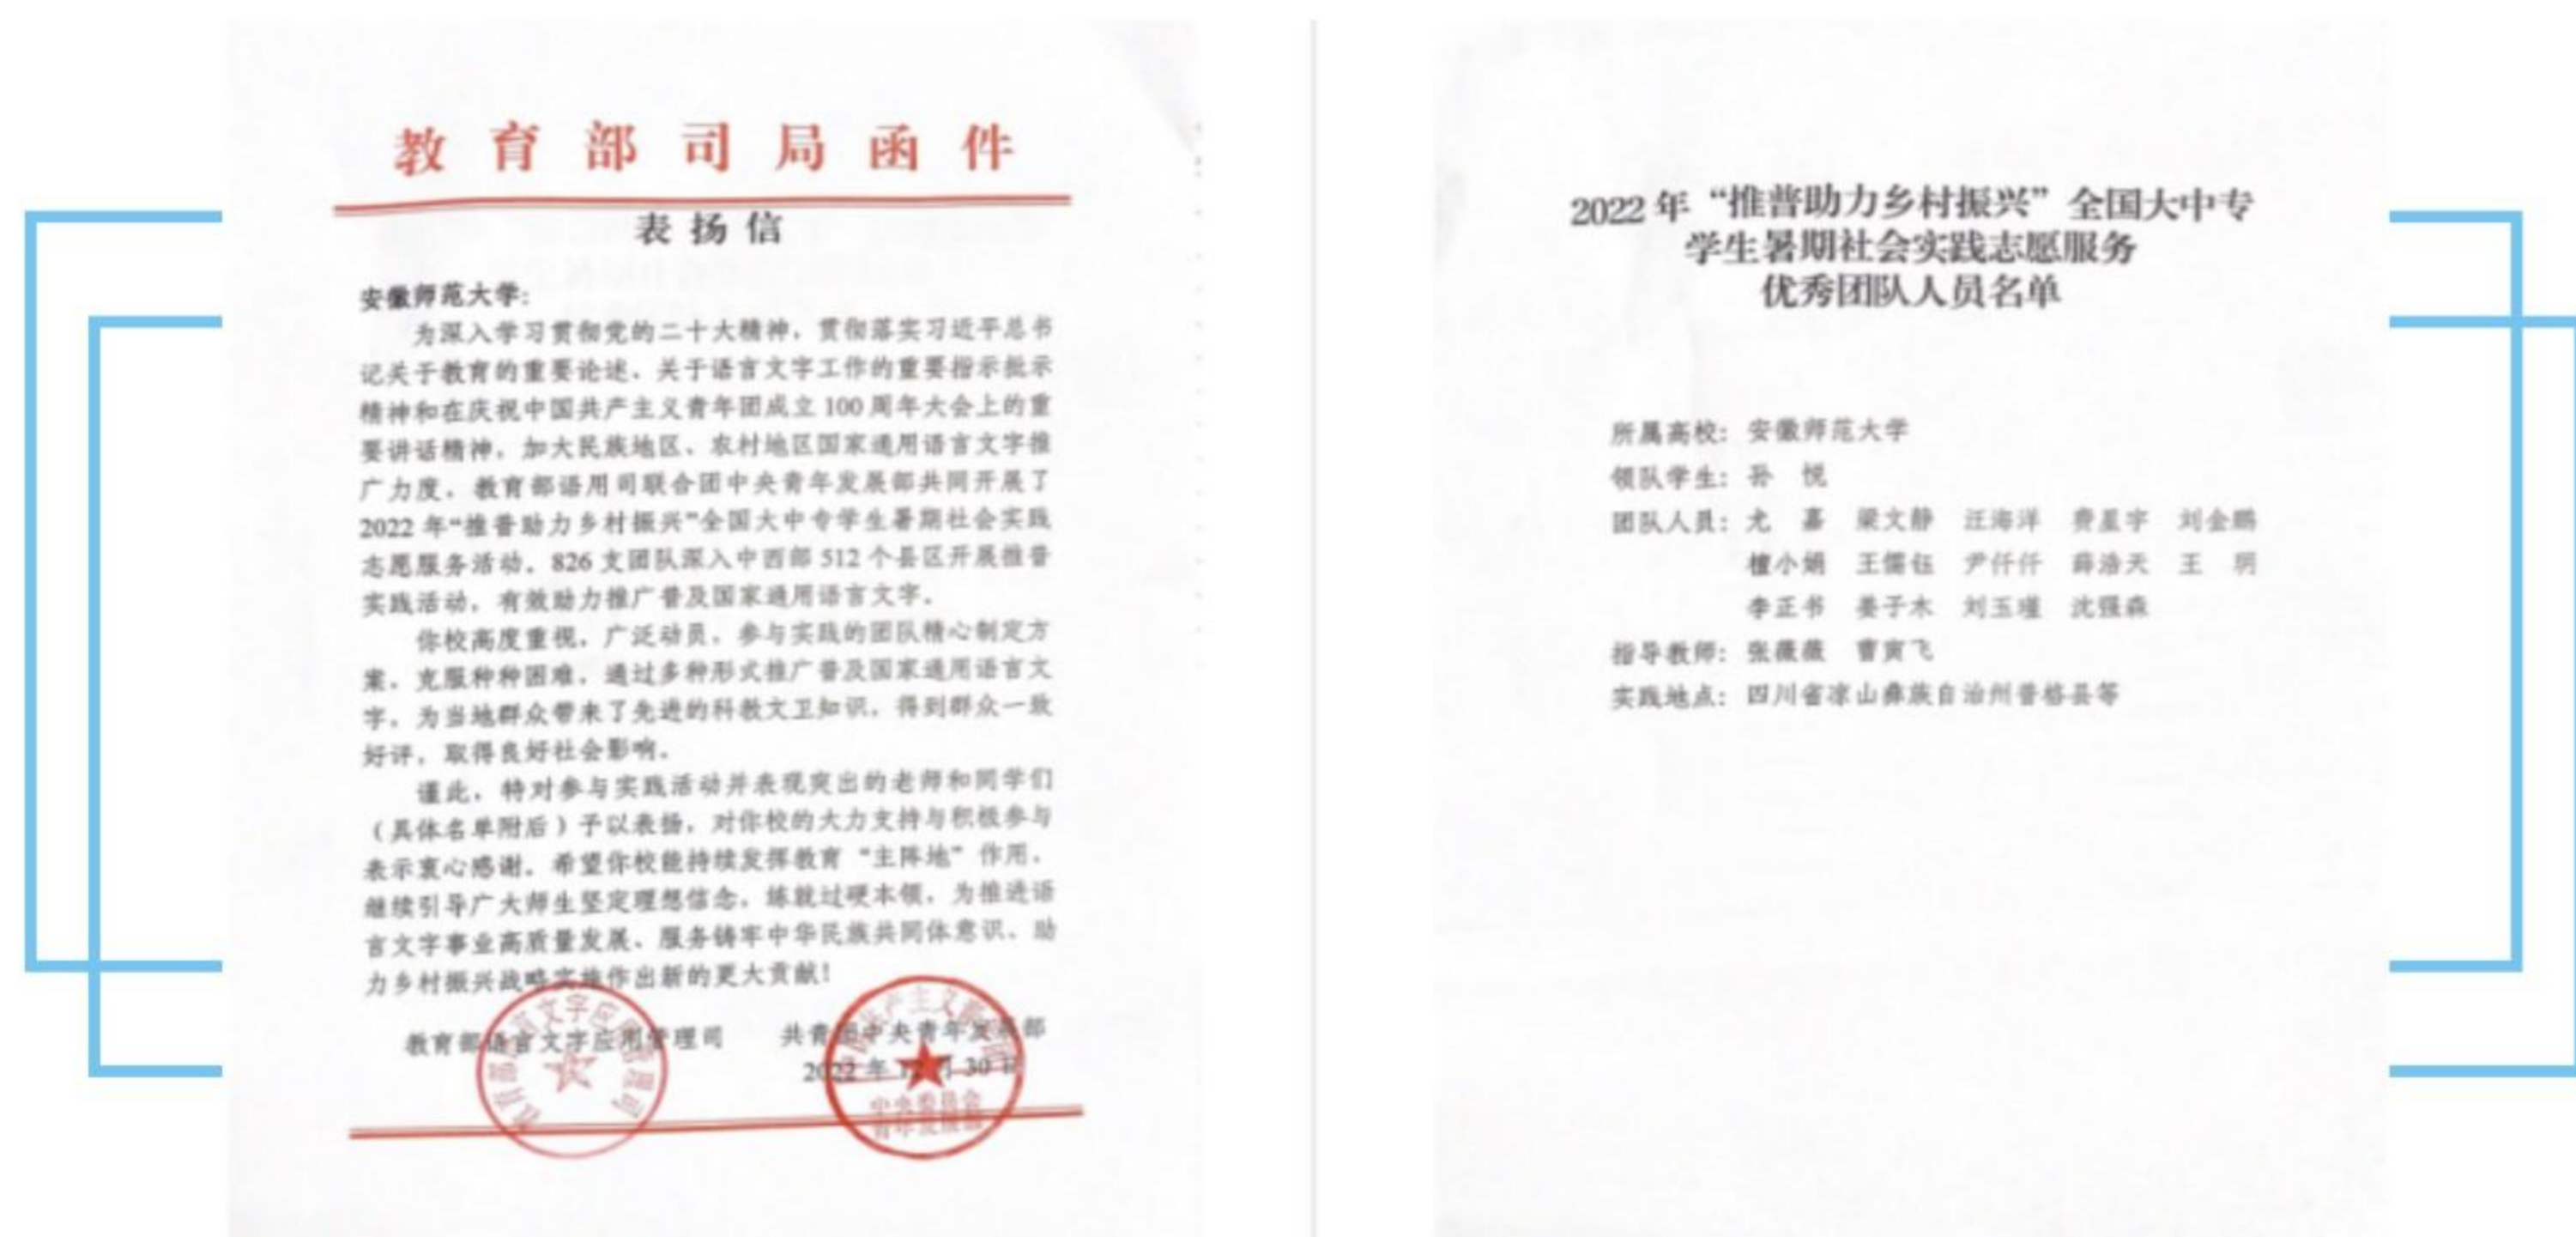 教育部司局函件
表扬信
安徽师范大学:
为深入学习贯彻党的二十大精神，贯彻落实习近平总书
记关于教育的重要论述、关于语言文字工作的重要指示批示
精神和在庆祝中国共产主义青年团成立 100 周年大会上的重
要讲话精神，加大民族地区、农村地区国家通用语言文字推
广力度，教育部语用司联合团中央青年发展部共同开展了
2022 年“推普助力乡村振兴”全国大中专学生暑期社会实践
志愿服务活动。826 支团队深入中西部 512 个县区开展推普
实践活动，有效助力推广普及国家通用语言文字。
你校高度重视，广泛动员，参与实践的团队精心制定方
案，克服种种困难，通过多种形式推广普及国家通用语言文
字，为当地群众带来了先进的科教文卫知识，得到群众一致
好评，取得良好社会影响。
谨此，特对参与实践活动并表现突出的老师和同学们
（具体名单附后）予以表扬，对你校的大力支持与积极参与
表示衷心感谢。希望你校能持续发挥教育“主阵地”作用，
继续引导广大师生坚定理想信念，练就过硬本领，为推进语
言文字事业高质量发展、服务铸牢中华民族共同体意识、助
力乡村振兴战略实施作出新的更大贡献！
教育部语言文字应用管理司 共青团中央青年发展部
2022 年 12 月 30 日
中央委员会
青年发展部
2022 年“推普助力乡村振兴”全国大中专
学生暑期社会实践志愿服务
优秀团队人员名单
所属高校: 安徽师范大学
领队学生: 孙 悦
团队人员: 尤 嘉 梁文静 汪海洋 费星宇 刘金鹏
檀小娟 王儒钰 尹仟仟 薛浩天 王
李正书 姜子木 刘玉瑾 沈强森
指导教师: 张薇薇 曹寅飞
实践地点: 四川省凉山彝族自治州普格县等